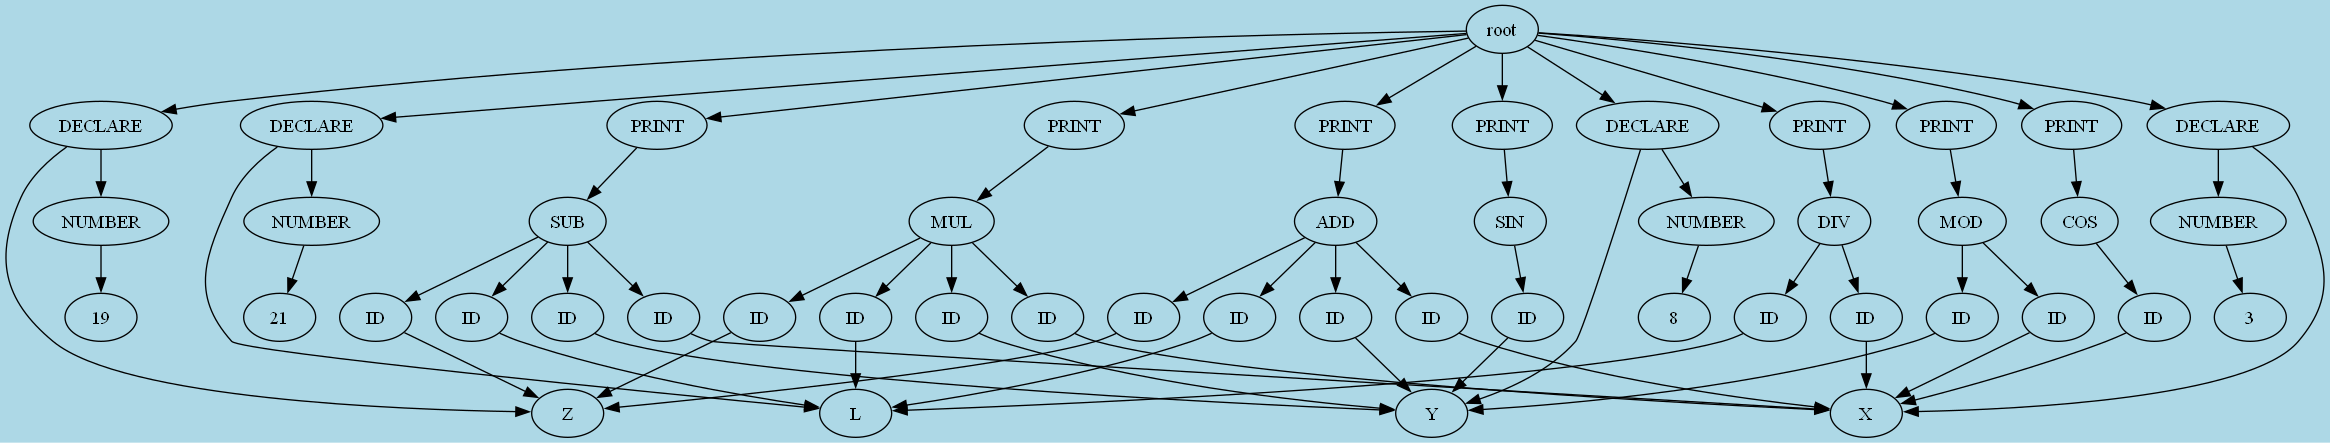 root
DECLARE DECLARE PRINT PRINT PRINT PRINT DECLARE PRINT PRINT PRINT DECLARE
NUMBER NUMBER SUB MUL ADD SIN NUMBER DIV MOD COS NUMBER
19 21 ID ID ID ID ID ID ID ID ID ID ID ID ID 8 ID ID ID ID ID 3
Z L Y X